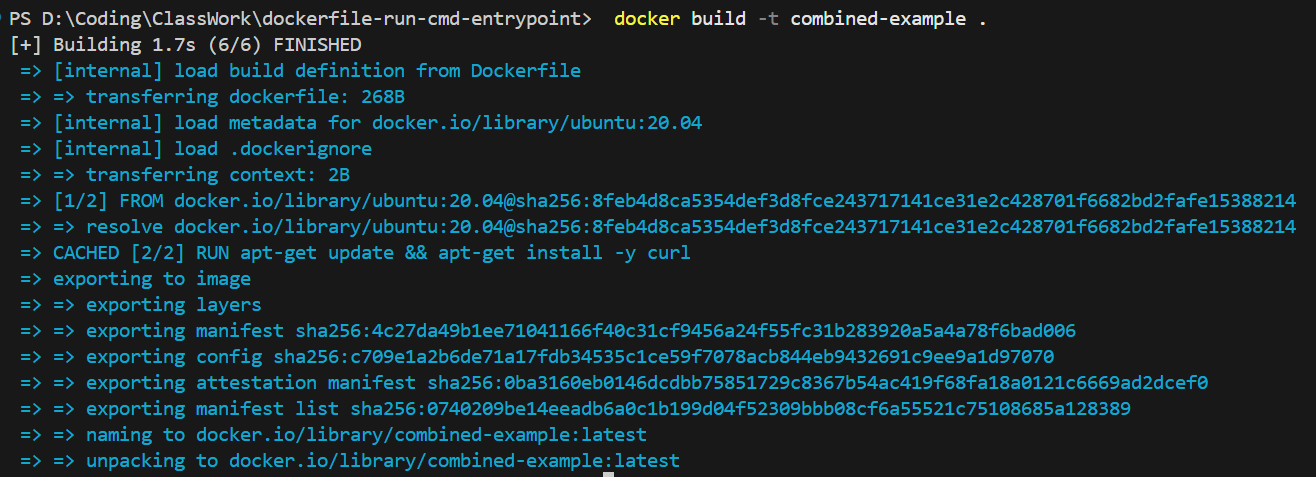 PS D:\Coding\ClassWork\dockerfile-run-cmd-entrypoint> docker build -t combined-example .
[+] Building 1.7s (6/6) FINISHED
=> [internal] load build definition from Dockerfile
=> => transferring dockerfile: 268B
=> [internal] load metadata for docker.io/library/ubuntu:20.04
=> [internal] load .dockerignore
=> => transferring context: 2B
=> [1/2] FROM docker.io/library/ubuntu:20.04@sha256:8feb4d8ca5354def3d8fce243717141ce31e2c428701f6682bd2fafe15388214
=> => resolve docker.io/library/ubuntu:20.04@sha256:8feb4d8ca5354def3d8fce243717141ce31e2c428701f6682bd2fafe15388214
=> CACHED [2/2] RUN apt-get update && apt-get install -y curl
=> exporting to image
=> => exporting layers
=> => exporting manifest sha256:4c27da49b1ee71041166f40c31cf9456a24f55fc31b283920a5a4a78f6bad006
=> => exporting config sha256:c709e1a2b6de71a17fdb34535c1ce59f7078acb844eb9432691c9ee9a1d97070
=> => exporting attestation manifest sha256:0ba3160eb0146dcdbb75851729c8367b54ac419f68fa18a0121c6669ad2dcef0
=> => exporting manifest list sha256:0740209be14eeadb6a0c1b199d04f52309bbb08cf6a55521c75108685a128389
=> => naming to docker.io/library/combined-example:latest
=> => unpacking to docker.io/library/combined-example:latest